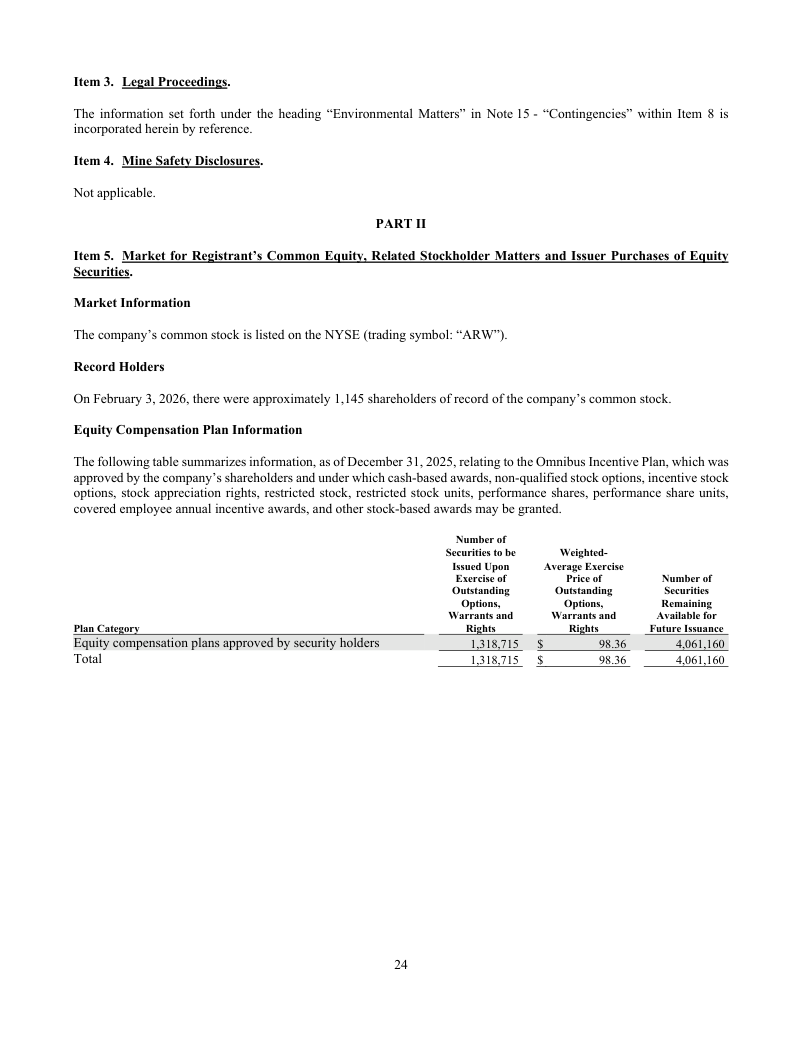 Item 3. Legal Proceedings.
The information set forth under the heading “Environmental Matters” in Note 15 - “Contingencies” within Item 8 is
incorporated herein by reference.
Item 4. Mine Safety Disclosures.
Not applicable.
PART II
Item 5. Market for Registrant’s Common Equity, Related Stockholder Matters and Issuer Purchases of Equity
Securities.
Market Information
The company’s common stock is listed on the NYSE (trading symbol: “ARW”).
Record Holders
On February 3, 2026, there were approximately 1,145 shareholders of record of the company’s common stock.
Equity Compensation Plan Information
The following table summarizes information, as of December 31, 2025, relating to the Omnibus Incentive Plan, which was
approved by the company’s shareholders and under which cash-based awards, non-qualified stock options, incentive stock
options, stock appreciation rights, restricted stock, restricted stock units, performance shares, performance share units,
covered employee annual incentive awards, and other stock-based awards may be granted.
Plan Category
Number of
Securities to be
Issued Upon
Exercise of
Outstanding
Options,
Warrants and
Rights
Weighted-
Average Exercise
Price of
Outstanding
Options,
Warrants and
Rights
Number of
Securities
Remaining
Available for
Future Issuance
Equity compensation plans approved by security holders 1,318,715 $ 98.36 4,061,160
Total 1,318,715 $ 98.36 4,061,160
24